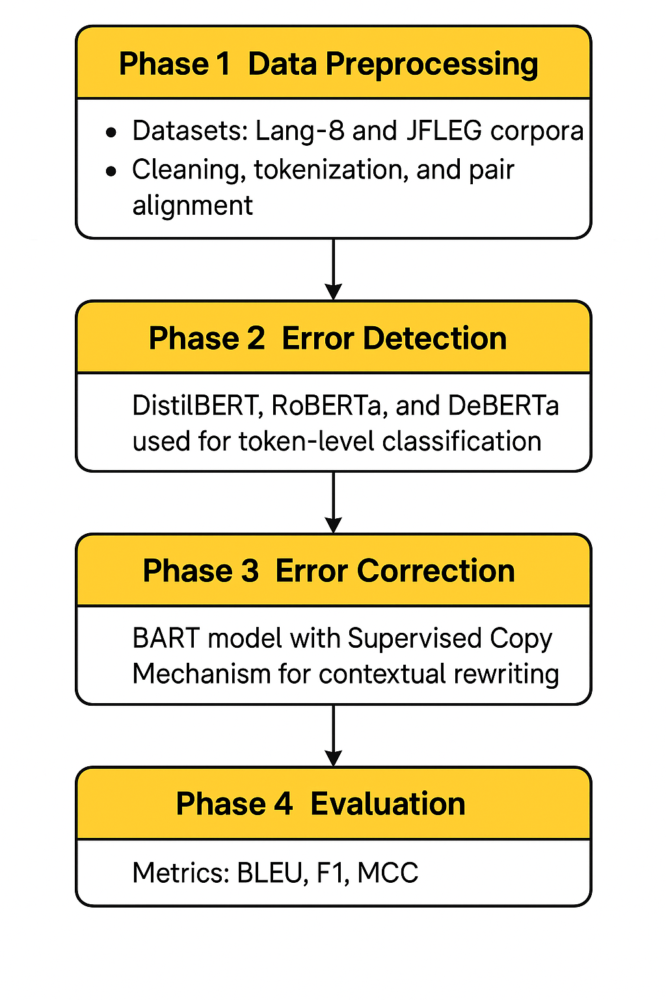 Phase 1 Data Preprocessing
• Datasets: Lang-8 and JFLEG corpora
• Cleaning, tokenization, and pair
alignment
Phase 2 Error Detection
DistilBERT, RoBERTa, and DeBERTa
used for token-level classification
Phase 3 Error Correction
BART model with Supervised Copy
Mechanism for contextual rewriting
Phase 4 Evaluation
Metrics: BLEU, F1, MCC